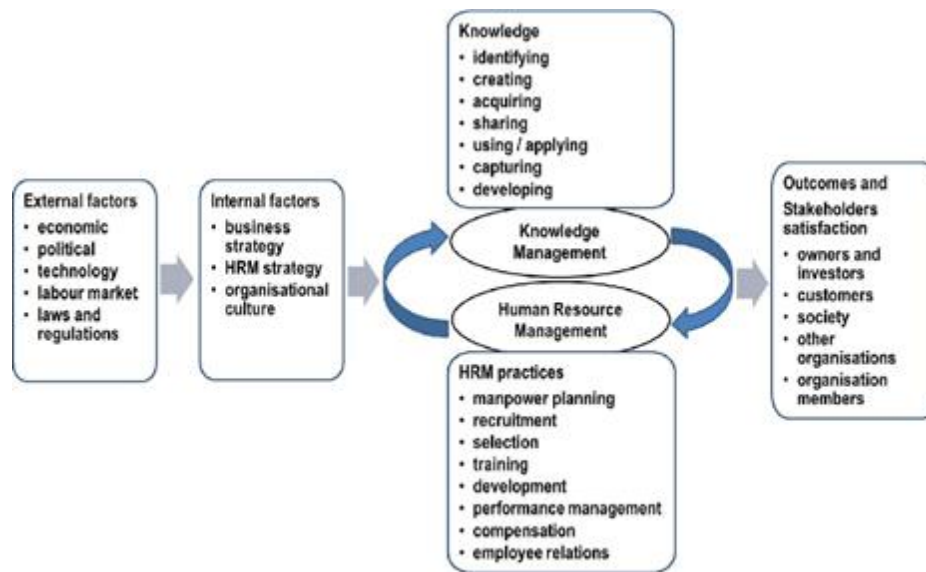 External factors
• economic
• political
• technology
• labour market
• laws and
regulations
Internal factors
• business
strategy
• HRM strategy
• organisational
culture
Knowledge
• identifying
• creating
• acquiring
• sharing
• using / applying
• capturing
• developing
Knowledge
Management
Human Resource
Management
HRM practices
• manpower planning
• recruitment
• selection
• training
• development
• performance management
• compensation
• employee relations
Outcomes and
Stakeholders
satisfaction
• owners and
investors
• customers
• society
• other
organisations
• organisation
members